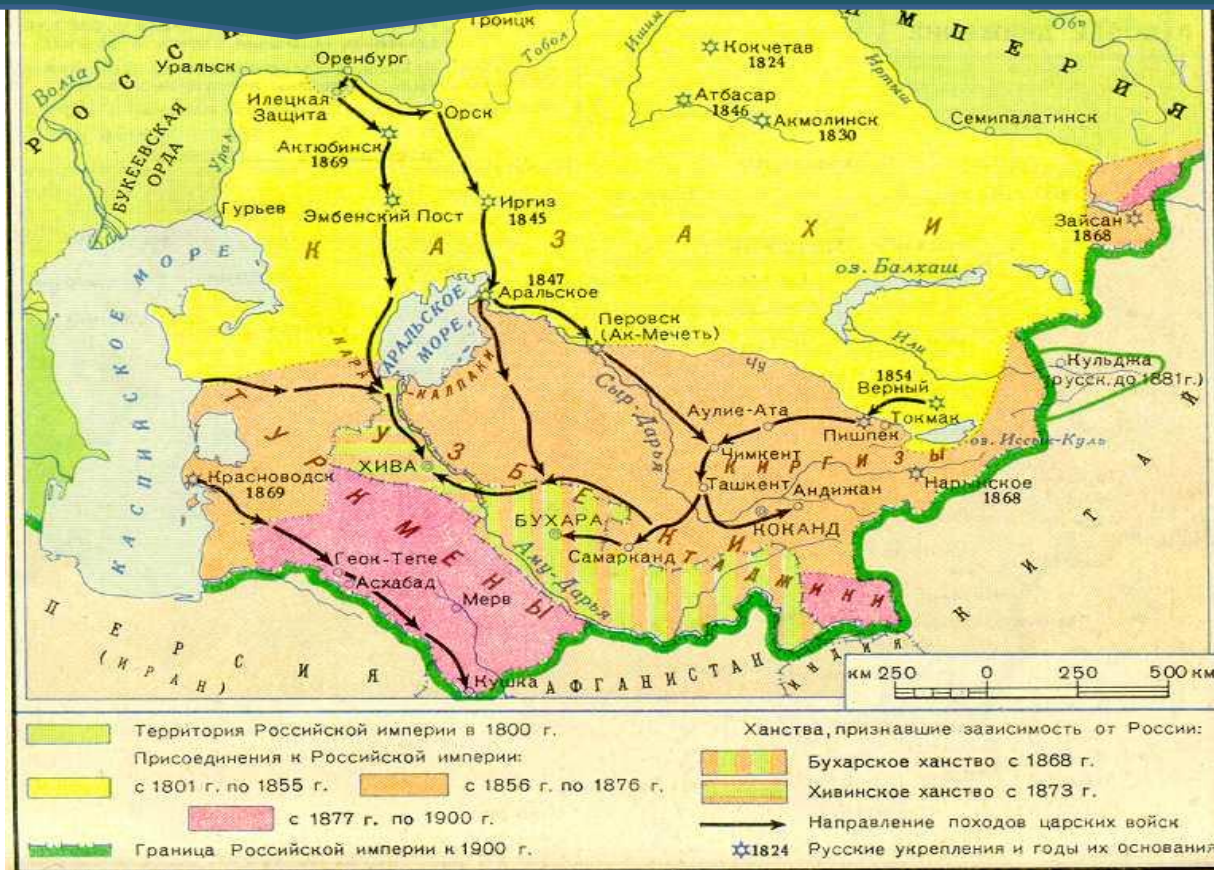 Троицк
РОССИ
ИМПЕРИЯ
Обь
Волга
Уральск
Оренбург
Тобол
Ишим
Кокчетав
1824
Иртыш
Илецкая
Защита
Орск
Атбасар
1846
Акмолинск
1830
Семипалатинск
БУКЕЕВСКАЯ
ОРДА
Урал
Актюбинск
1869
Гурьев
Эмбенский Пост
Иргиз
1845
Зайсан
1868
КАЗАХИ
КАСПИЙСКОЕ МОРЕ
оз. Балхаш
1847
Аральское
АРАЛЬСКОЕ
МОРЕ
Перовск
(Ак-Мечеть)
Или
Чу
КАРА
КАЛПАКИ
Кульджа
(русск. до 1881 г.)
1854
Верный
Сыр-Дарья
Аулие-Ата
Токмак
Пишпек
оз. Иссык-Куль
ТУРКМЕНЫ
УЗБЕКИ
Чимкент
КИРГИЗЫ
ХИВА
Красноводск
1869
Ташкент
Андижан
Нарынское
1868
БУХАРА
КОКАНД
Самарканд
ТАДЖИКИ
КИТАЙ
Геок-Тепе
Асхабад
Аму-Дарья
Мерв
ПЕРСИЯ
(ИРАН)
Кушка
АФГАНИСТАН
ИНДИЯ
км 250 0 250 500 км
Территория Российской империи в 1800 г.
Присоединения к Российской империи:
с 1801 г. по 1855 г.
с 1856 г. по 1876 г.
с 1877 г. по 1900 г.
Граница Российской империи к 1900 г.
Ханства, признавшие зависимость от России:
Бухарское ханство с 1868 г.
Хивинское ханство с 1873 г.
Направление походов царских войск
1824 Русские укрепления и годы их основания